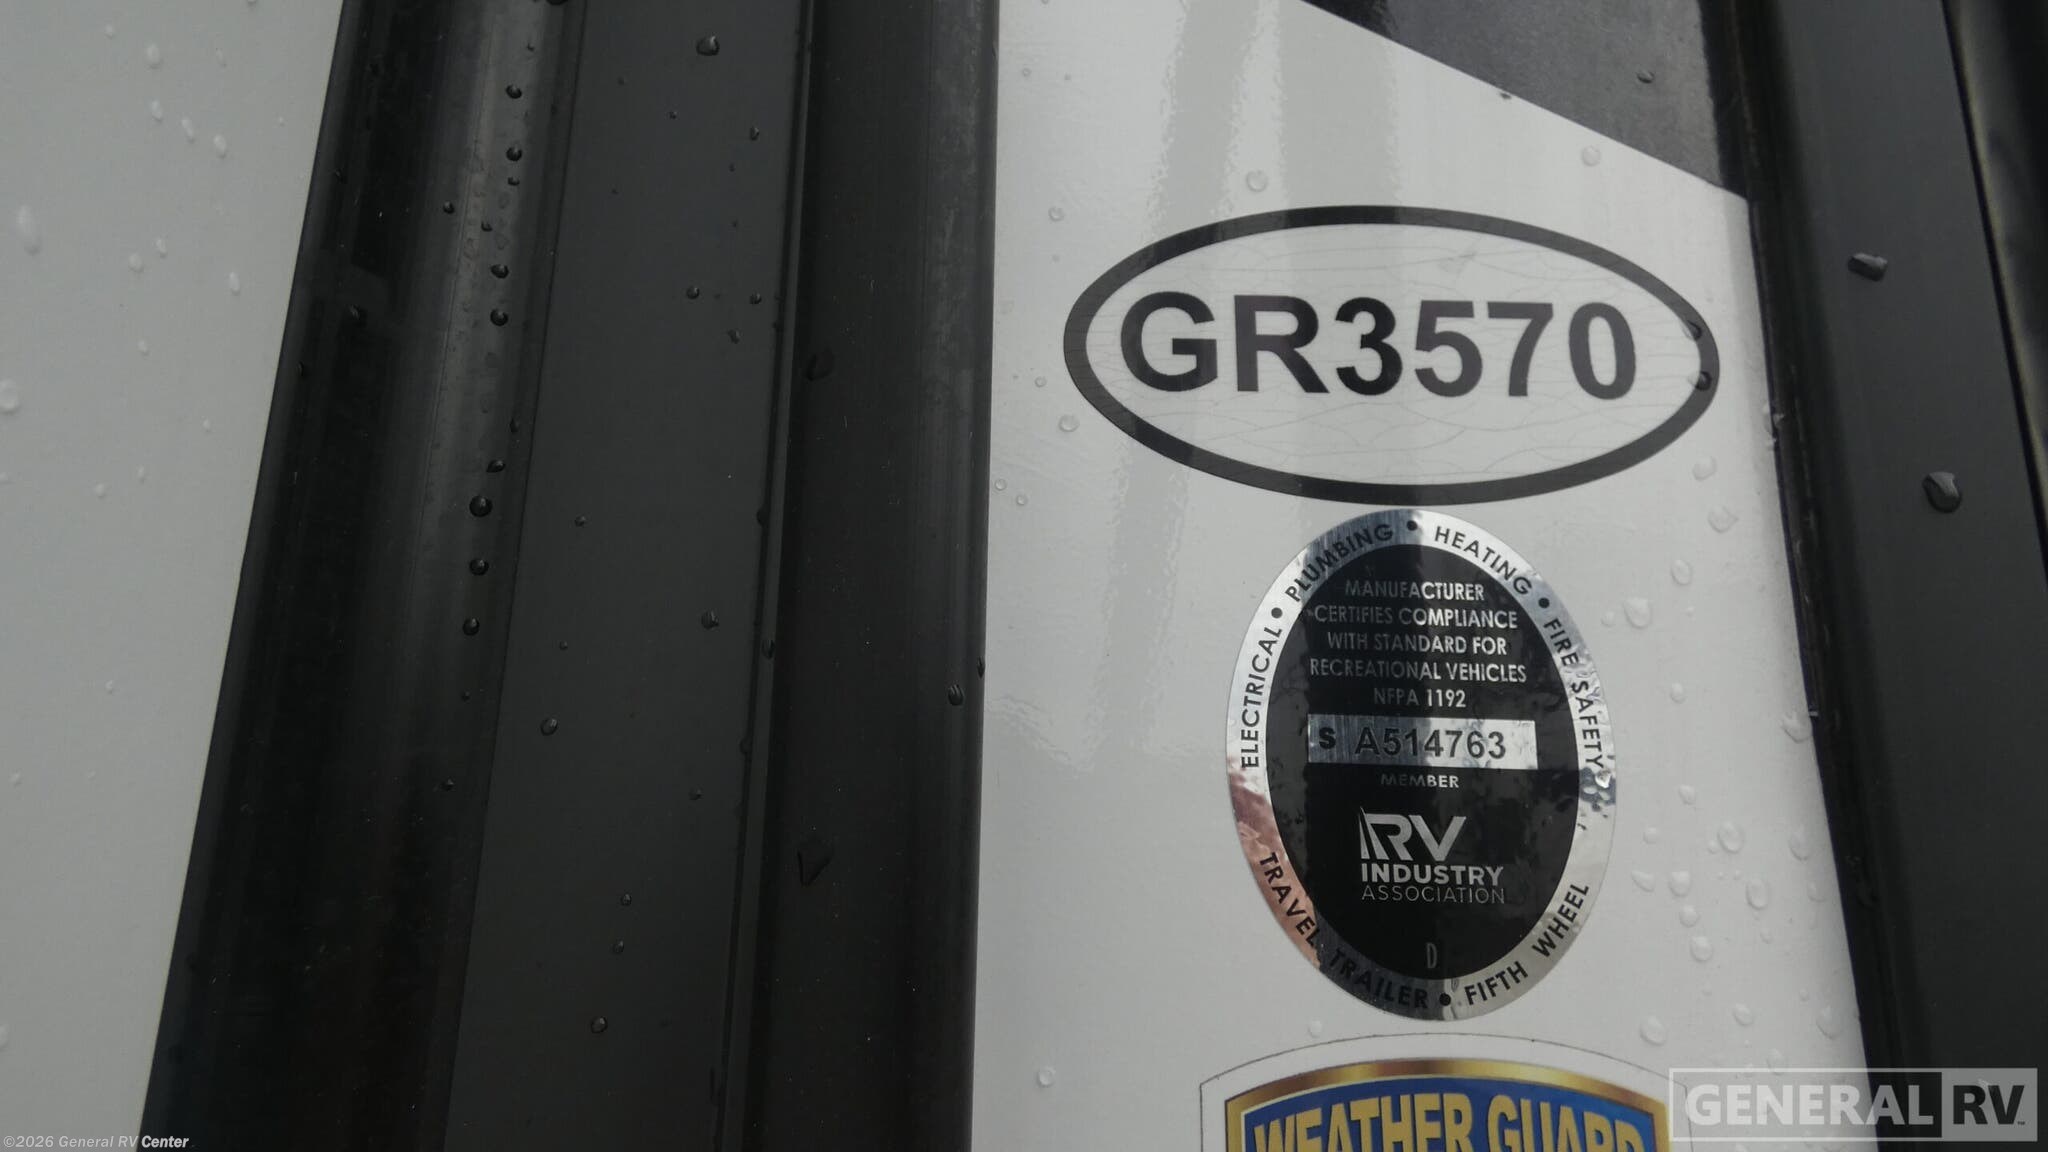 GR3570
PLUMBING • HEATING
ELECTRICAL • FIRE SAFETY
MANUFACTURER
CERTIFIES COMPLIANCE
WITH STANDARD FOR
RECREATIONAL VEHICLES
NFPA 1192
S A514763
MEMBER
RV
INDUSTRY
ASSOCIATION
D
TRAVEL TRAILER • FIFTH WHEEL
WEATHER GUARD
GENERAL RV
©2026 General RV Center